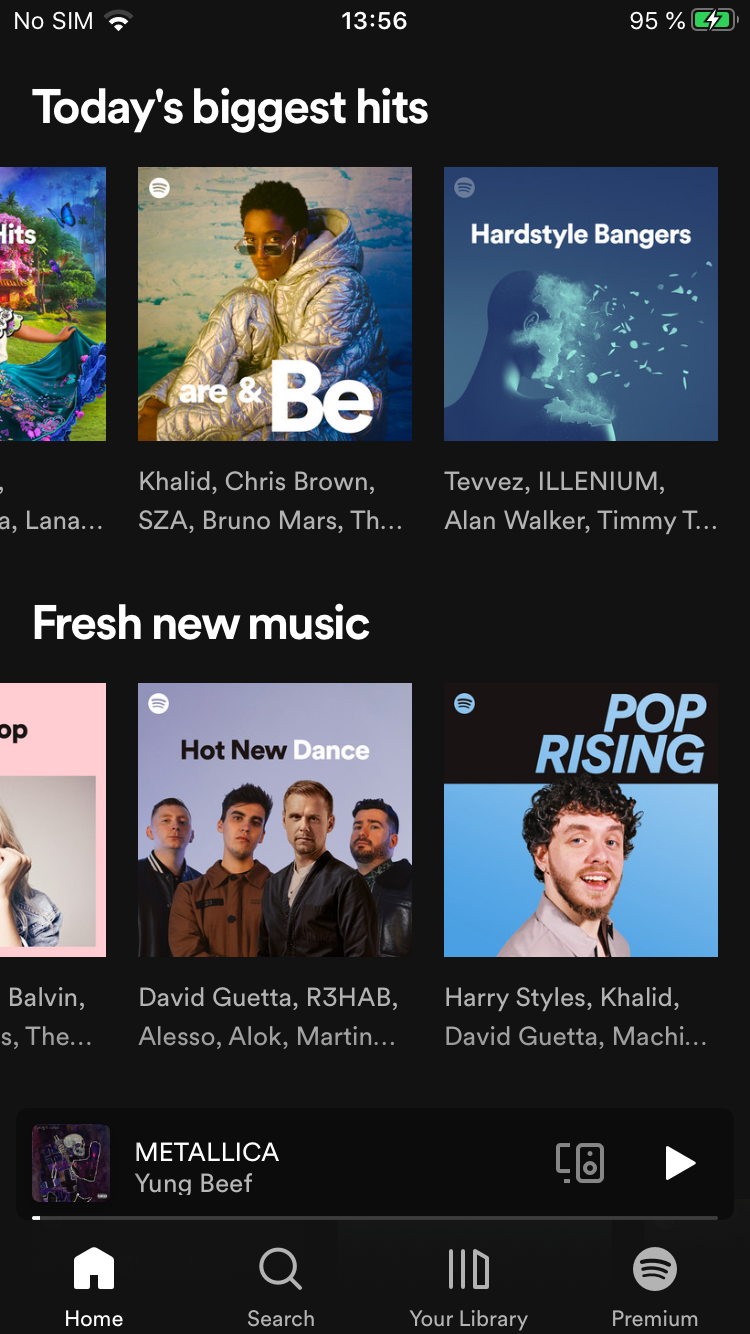 No SIM 13:56 95 %
Today's biggest hits
Hits
are & Be
Hardstyle Bangers
, 
a, Lana...
Khalid, Chris Brown,
SZA, Bruno Mars, Th...
Tevvez, ILLENIUM,
Alan Walker, Timmy T...
Fresh new music
op
Hot New Dance
POP
RISING
Balvin,
s, The...
David Guetta, R3HAB,
Alesso, Alok, Martin...
Harry Styles, Khalid,
David Guetta, Machi...
METALLICA
Yung Beef
Home Search Your Library Premium